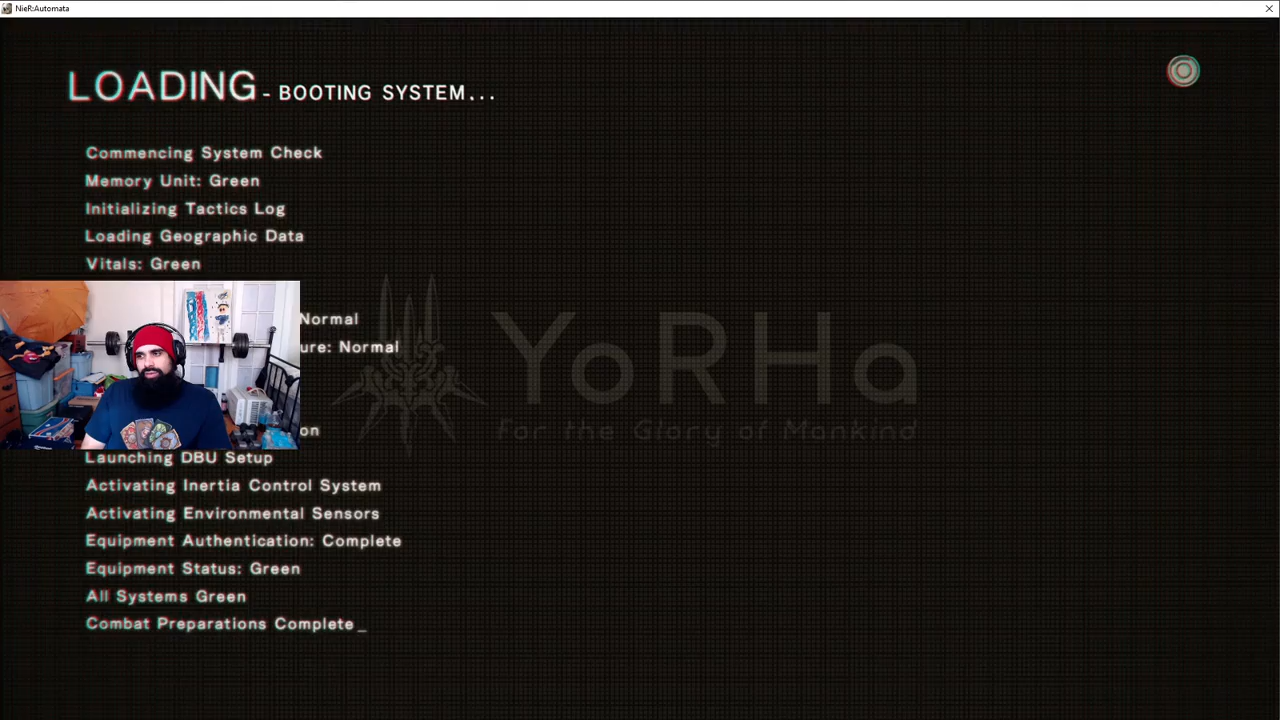 NieR:Automata
LOADING - BOOTING SYSTEM...
Commencing System Check
Memory Unit: Green
Initializing Tactics Log
Loading Geographic Data
Vitals: Green
Normal
ure: Normal
on
Launching DBU Setup
Activating Inertia Control System
Activating Environmental Sensors
Equipment Authentication: Complete
Equipment Status: Green
All Systems Green
Combat Preparations Complete _
YoRHa
For the Glory of Mankind